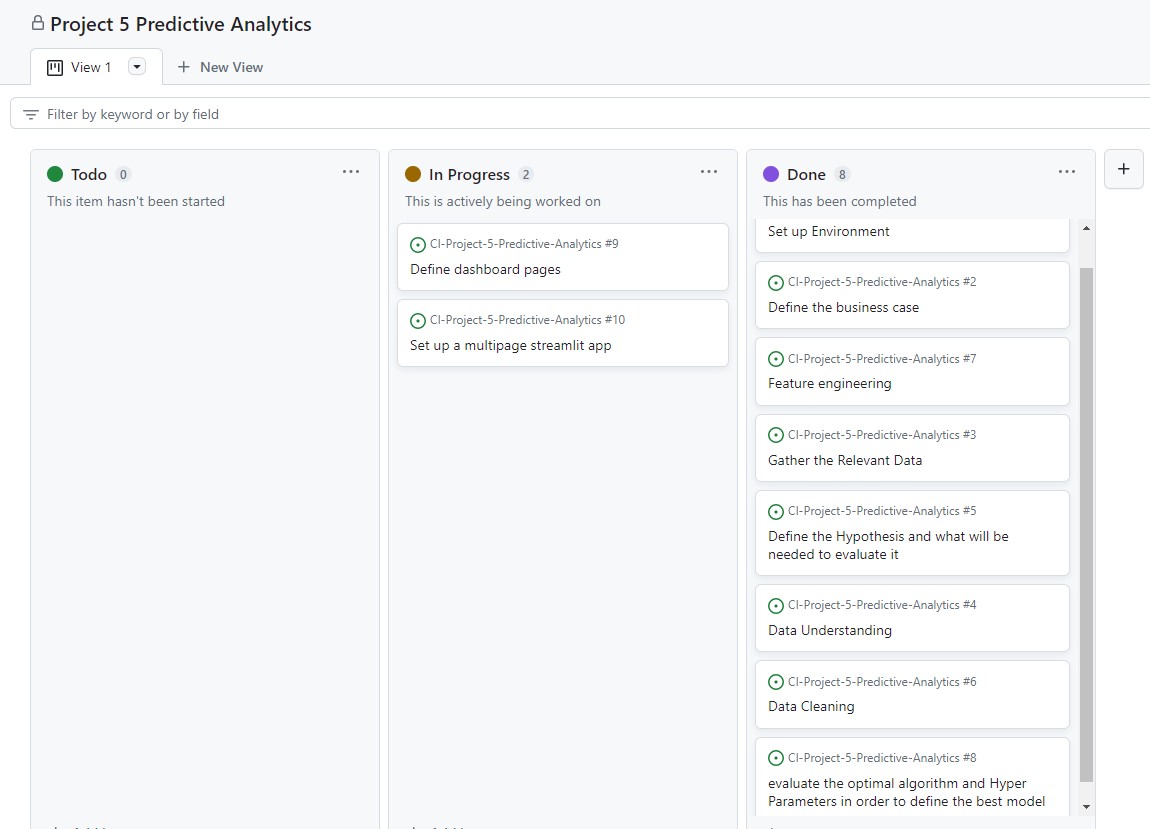 Project 5 Predictive Analytics
View 1
New View
Filter by keyword or by field
Todo 0
This item hasn't been started
In Progress 2
This is actively being worked on
CI-Project-5-Predictive-Analytics #9
Define dashboard pages
CI-Project-5-Predictive-Analytics #10
Set up a multipage streamlit app
Done 8
This has been completed
Set up Environment
CI-Project-5-Predictive-Analytics #2
Define the business case
CI-Project-5-Predictive-Analytics #7
Feature engineering
CI-Project-5-Predictive-Analytics #3
Gather the Relevant Data
CI-Project-5-Predictive-Analytics #5
Define the Hypothesis and what will be
needed to evaluate it
CI-Project-5-Predictive-Analytics #4
Data Understanding
CI-Project-5-Predictive-Analytics #6
Data Cleaning
CI-Project-5-Predictive-Analytics #8
evaluate the optimal algorithm and Hyper
Parameters in order to define the best model